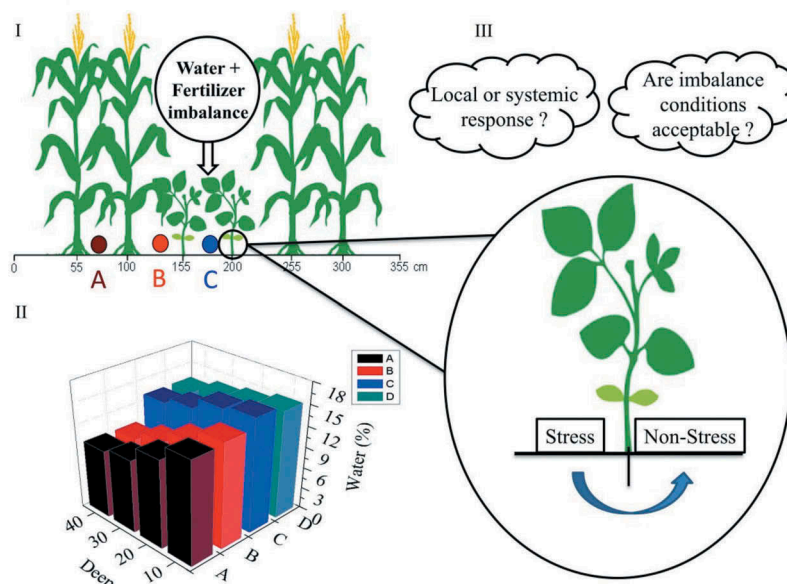 I
Water +
Fertilizer
imbalance
0 55 100 155 200 255 300 355 cm
A B C
II
A
B
C
D
18
15
12
9
6
3
0
Water (%)
40
30
20
10
Deep
A
B
C
D
III
Local or systemic
response ?
Are imbalance
conditions
acceptable ?
Stress Non-Stress